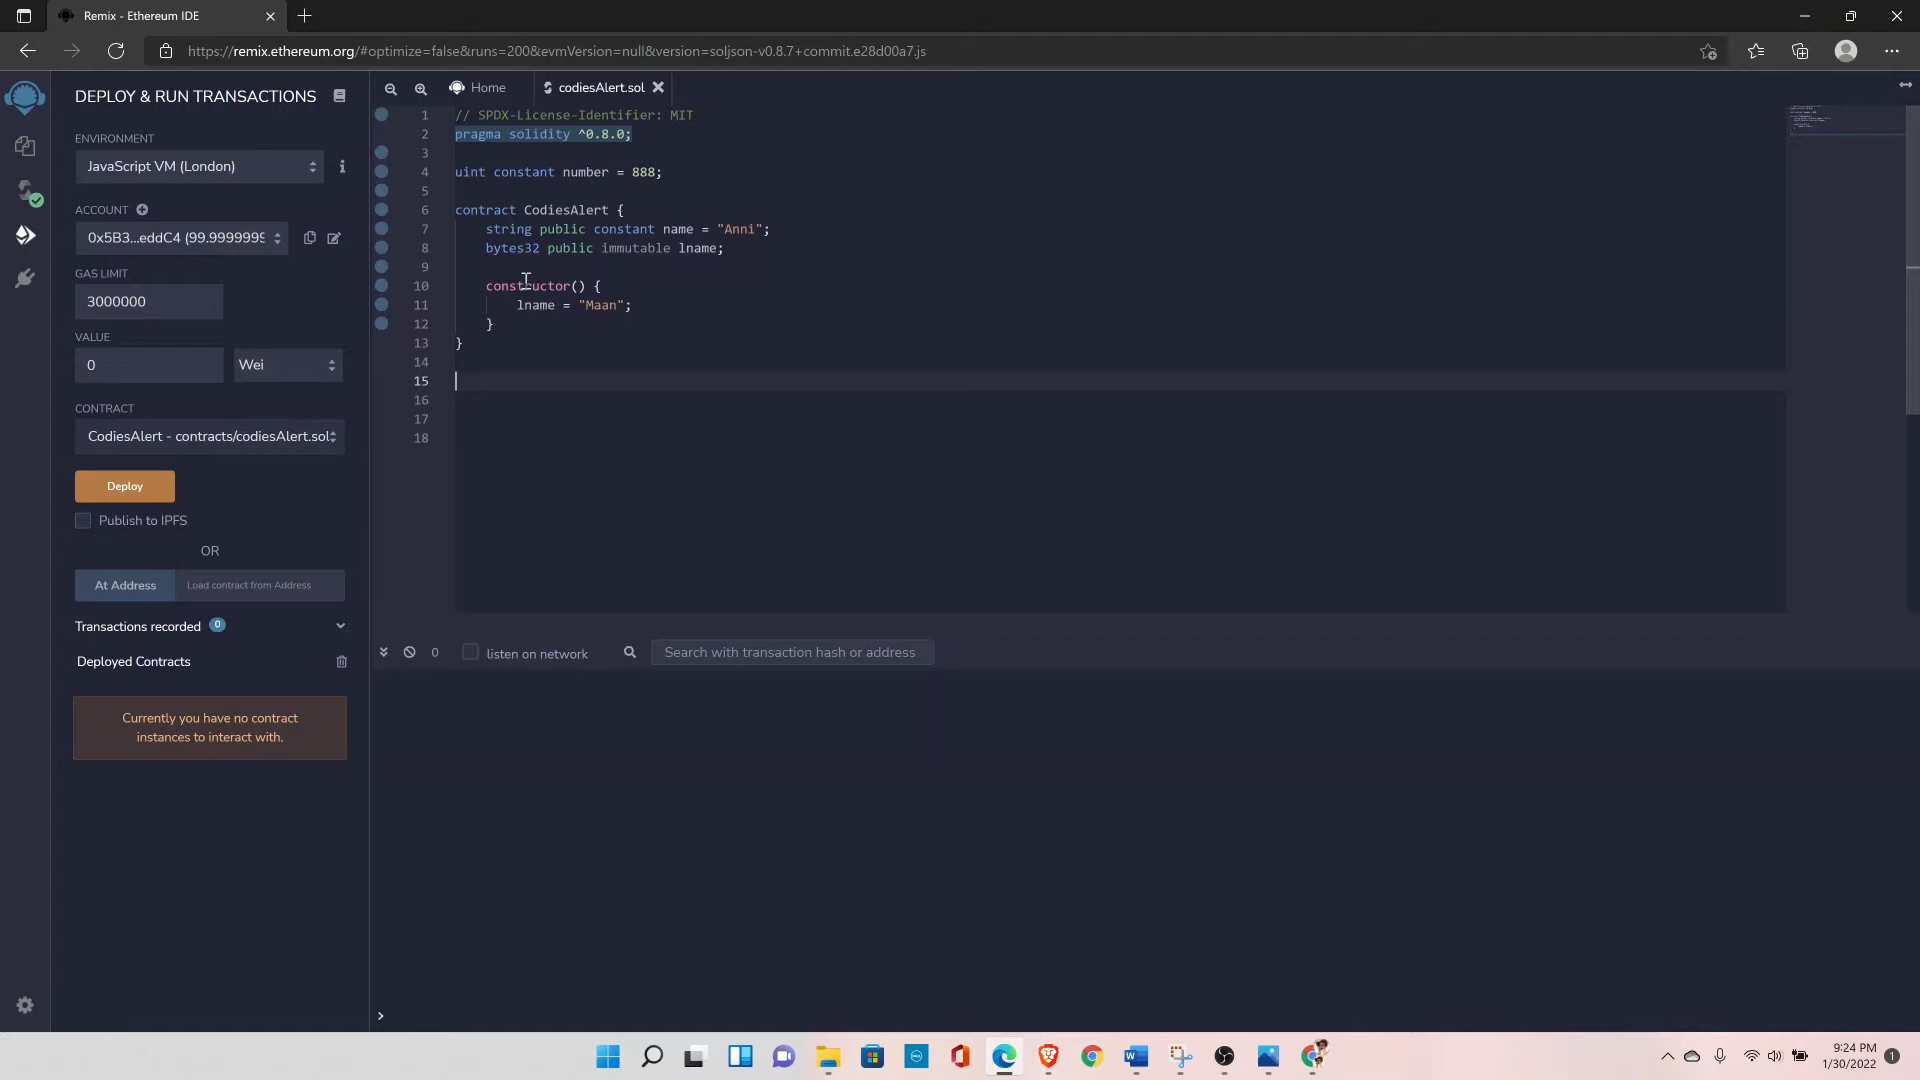 Remix - Ethereum IDE
https://remix.ethereum.org/#optimize=false&runs=200&evmVersion=null&version=soljson-v0.8.7+commit.e28d00a7.js
DEPLOY & RUN TRANSACTIONS
ENVIRONMENT
JavaScript VM (London)
ACCOUNT
0x5B3...eddC4 (99.9999999
GAS LIMIT
3000000
VALUE
0
Wei
CONTRACT
CodiesAlert - contracts/codiesAlert.sol
Deploy
Publish to IPFS
OR
At Address
Load contract from Address
Transactions recorded 0
Deployed Contracts
Currently you have no contract
instances to interact with.
Home
codiesAlert.sol
1 // SPDX-License-Identifier: MIT
2 pragma solidity ^0.8.0;
3
4 uint constant number = 888;
5
6 contract CodiesAlert {
7 string public constant name = "Anni";
8 bytes32 public immutable lname;
9
10 constructor() {
11 lname = "Maan";
12 }
13 }
14
15
16
17
18
0
listen on network
Search with transaction hash or address
>
9:24 PM
1/30/2022
1